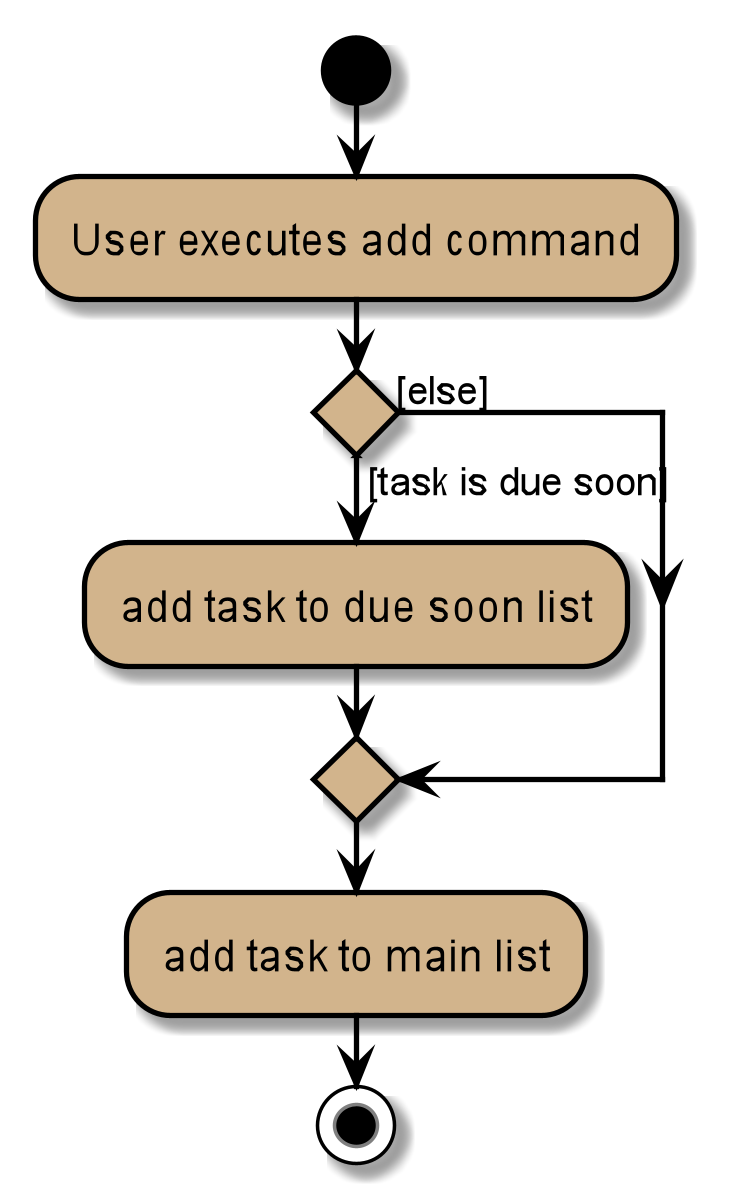 User executes add command
[else]
[task is due soon]
add task to due soon list
add task to main list